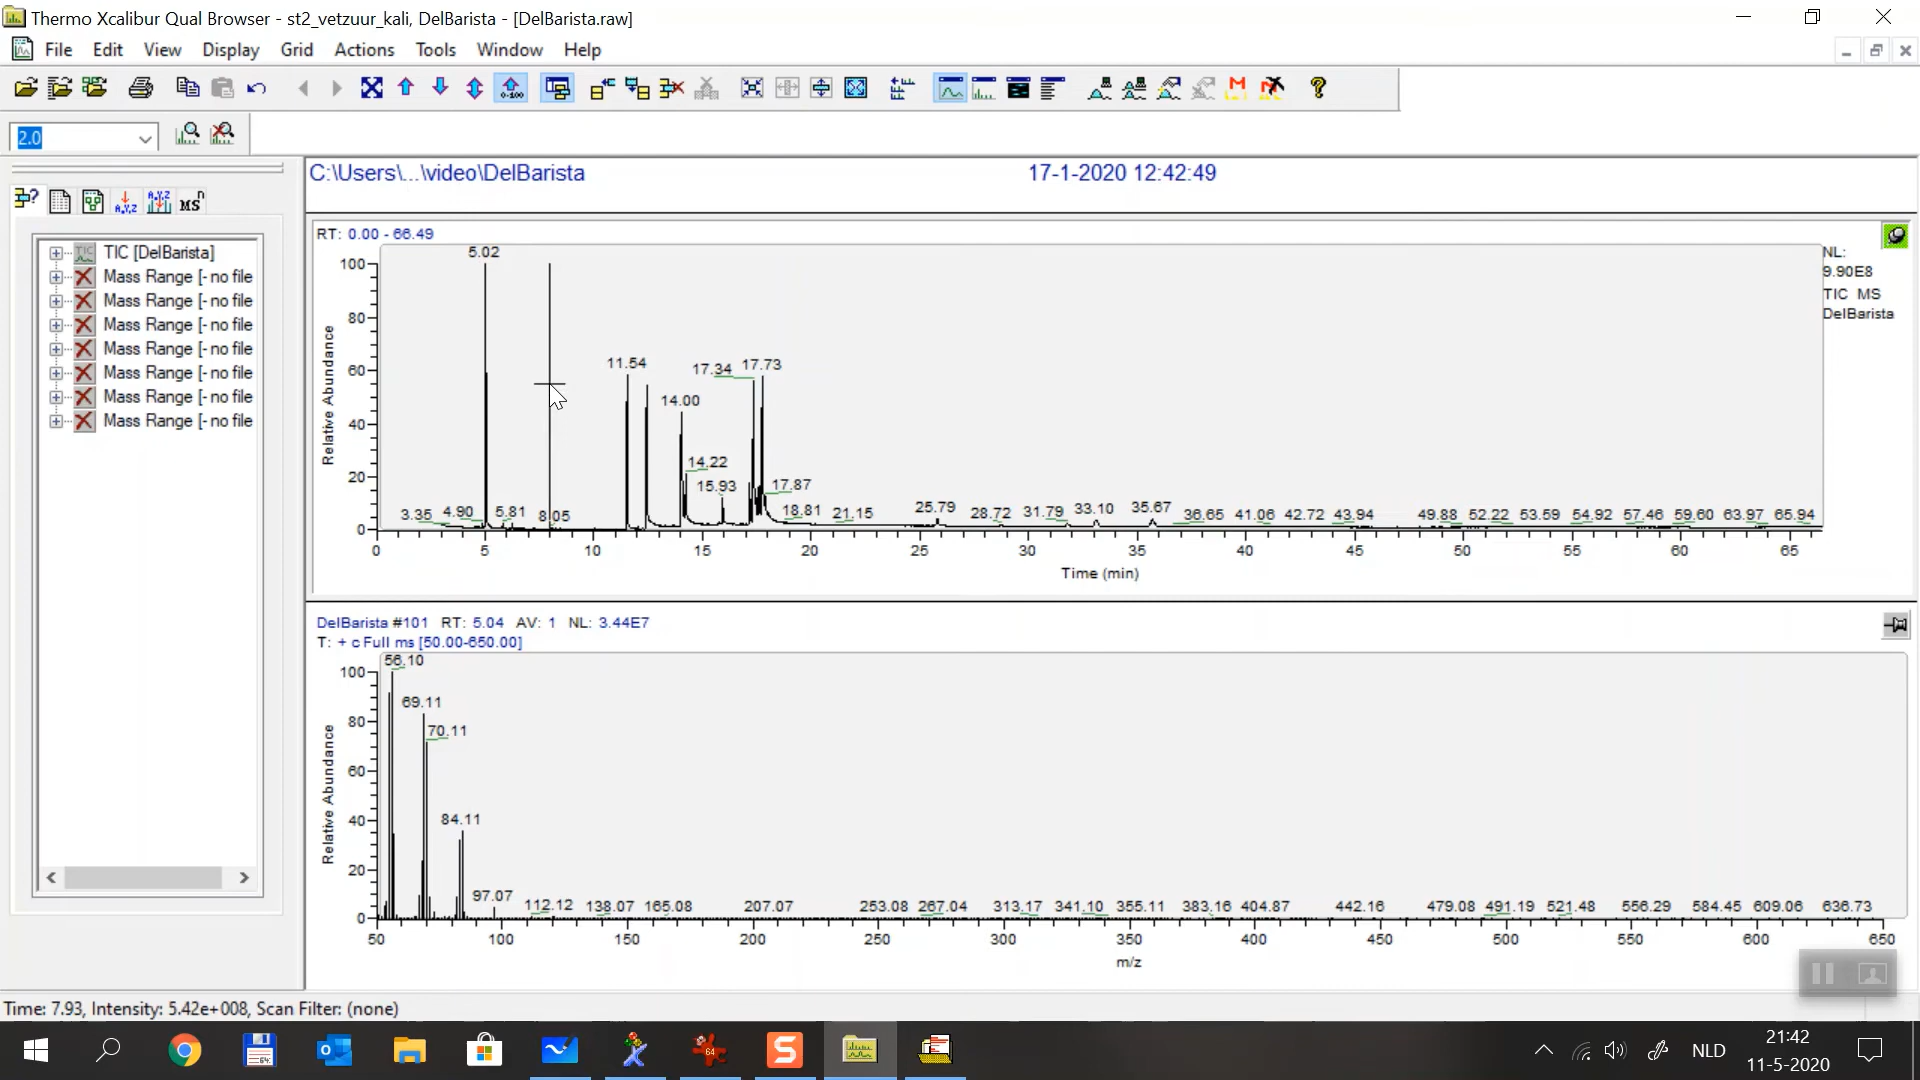 Thermo Xcalibur Qual Browser - st2_vetzuur_kali, DelBarista - [DelBarista.raw]
File Edit View Display Grid Actions Tools Window Help
2.0
C:\Users\...\video\DelBarista 17-1-2020 12:42:49
TIC [DelBarista]
Mass Range [- no file
Mass Range [- no file
Mass Range [- no file
Mass Range [- no file
Mass Range [- no file
Mass Range [- no file
Mass Range [- no file
RT: 0.00 - 66.49
NL:
9.90E8
TIC MS
DelBarista
5.02
11.54
17.34 17.73
14.00
14.22
15.93 17.87
3.35 4.90 5.81 8.05 18.81 21.15 25.79 28.72 31.79 33.10 35.67 36.65 41.06 42.72 43.94 49.88 52.22 53.59 54.92 57.46 59.60 63.97 65.94
Relative Abundance
100
80
60
40
20
0
0 5 10 15 20 25 30 35 40 45 50 55 60 65
Time (min)
DelBarista #101 RT: 5.04 AV: 1 NL: 3.44E7
T: + c Full ms [50.00-650.00]
56.10
69.11
70.11
84.11
97.07 112.12 138.07 165.08 207.07 253.08 267.04 313.17 341.10 355.11 383.16 404.87 442.16 479.08 491.19 521.48 556.29 584.45 609.06 636.73
Relative Abundance
100
80
60
40
20
0
50 100 150 200 250 300 350 400 450 500 550 600 650
m/z
Time: 7.93, Intensity: 5.42e+008, Scan Filter: (none)
NLD
21:42
11-5-2020